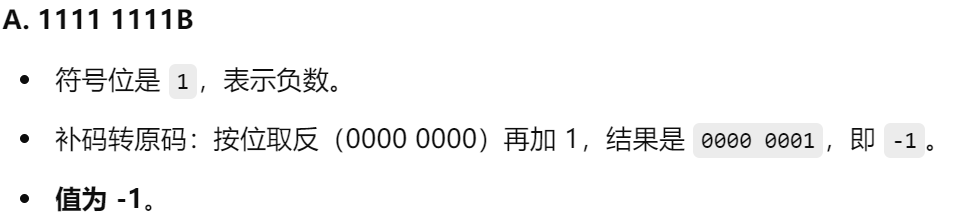 A. 1111 1111B
• 符号位是 1，表示负数。
• 补码转原码：按位取反（0000 0000）再加 1，结果是 0000 0001，即 -1。
• 值为 -1。